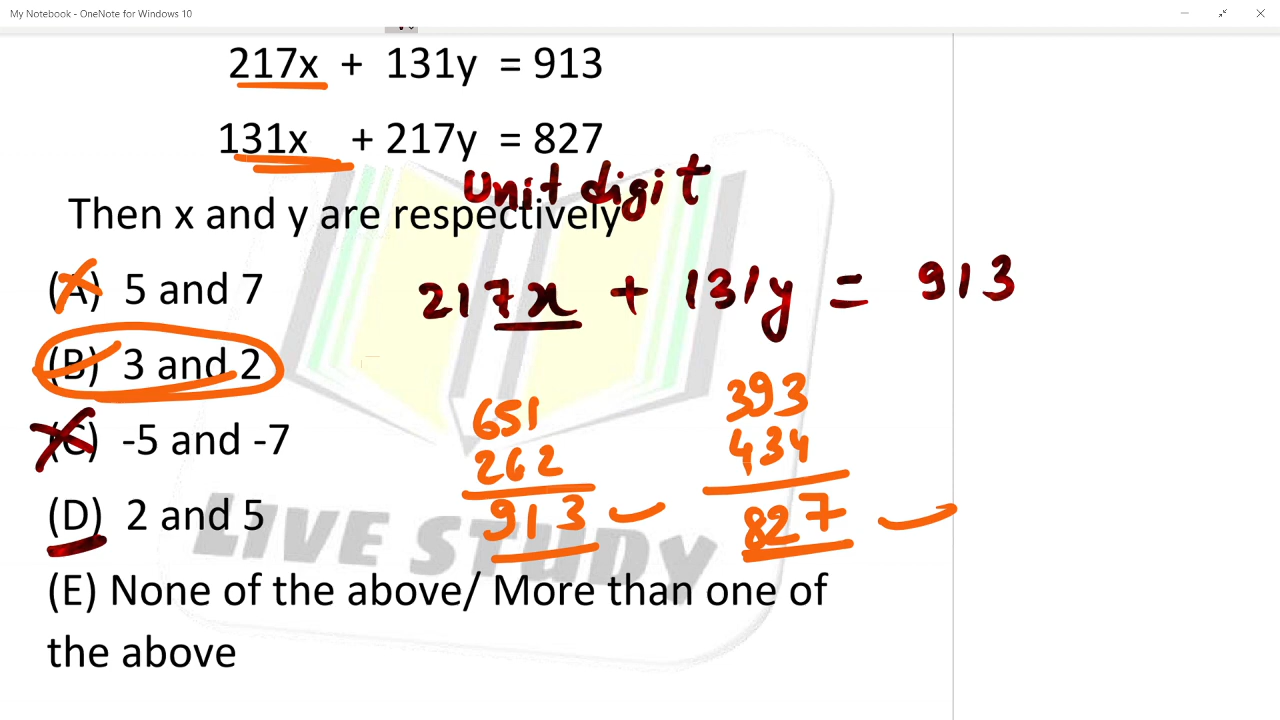 My Notebook - OneNote for Windows 10
217x + 131y = 913
131x + 217y = 827
Unit digit
Then x and y are respectively
(A) 5 and 7
217x + 131y = 913
(B) 3 and 2
651
262
913
393
434
827
(C) -5 and -7
(D) 2 and 5
LIVE STUDY
(E) None of the above/ More than one of
the above